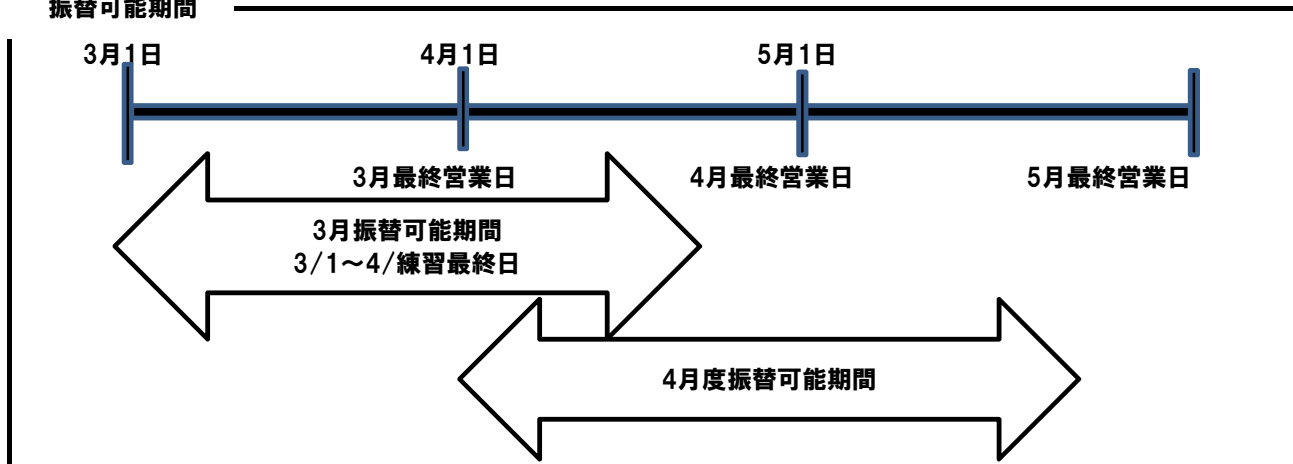 振替可能期間
3月1日
4月1日
5月1日
3月最終営業日
4月最終営業日
5月最終営業日
3月振替可能期間
3/1～4/練習最終日
4月度振替可能期間